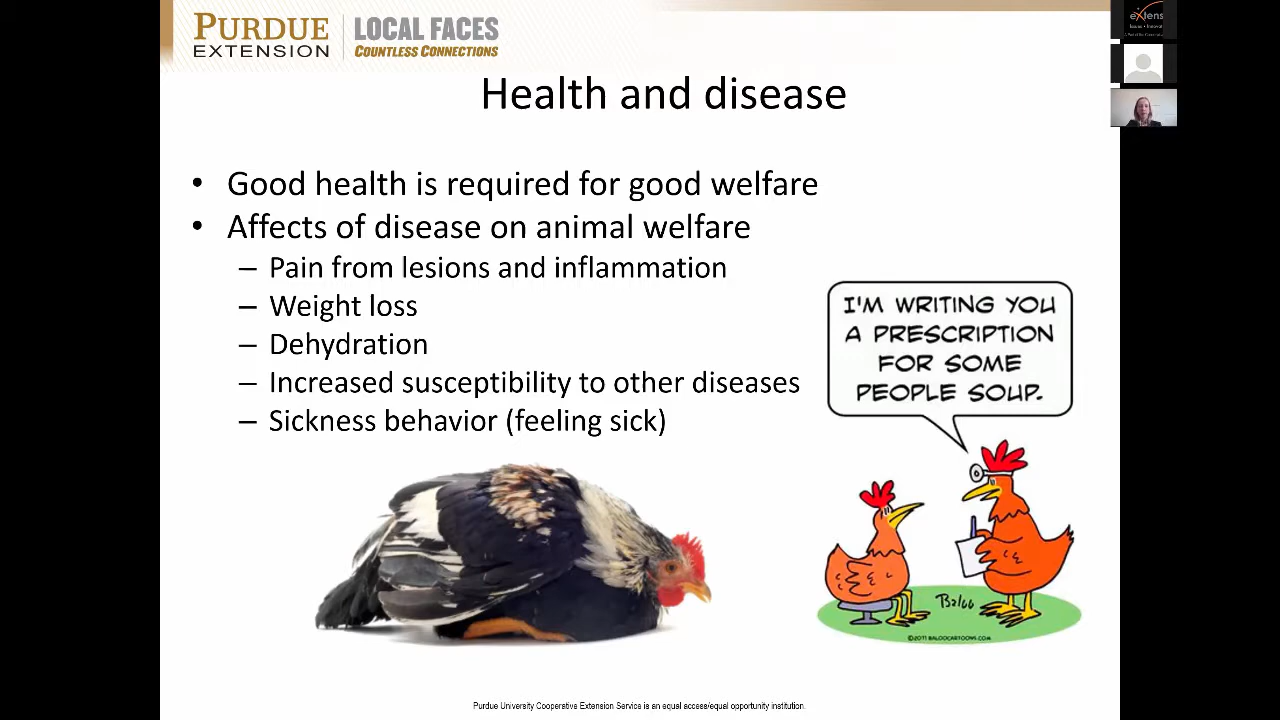 PURDUE
EXTENSION
LOCAL FACES
COUNTLESS CONNECTIONS
eXtens
Health and disease
• Good health is required for good welfare
• Affects of disease on animal welfare
– Pain from lesions and inflammation
– Weight loss
– Dehydration
– Increased susceptibility to other diseases
– Sickness behavior (feeling sick)
I'M WRITING YOU
A PRESCRIPTION
FOR SOME
PEOPLE SOUP.
Baloo
©2011 BALOOCARTOONS.COM
Purdue University Cooperative Extension Service is an equal access/equal opportunity institution.